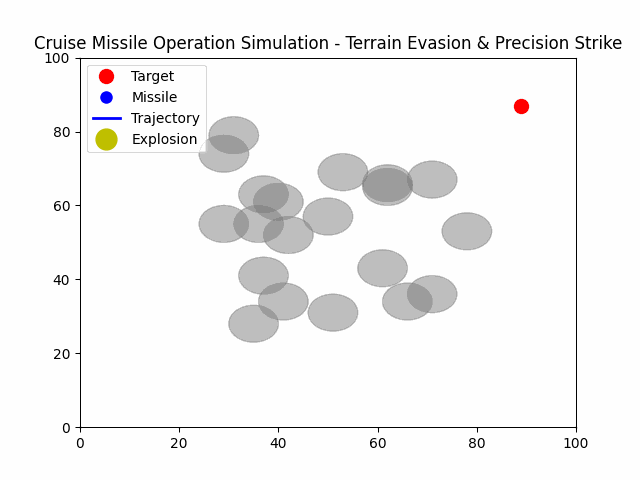 Cruise Missile Operation Simulation - Terrain Evasion & Precision Strike
100
Target
Missile
Trajectory
Explosion
80
60
40
20
0
0 20 40 60 80 100